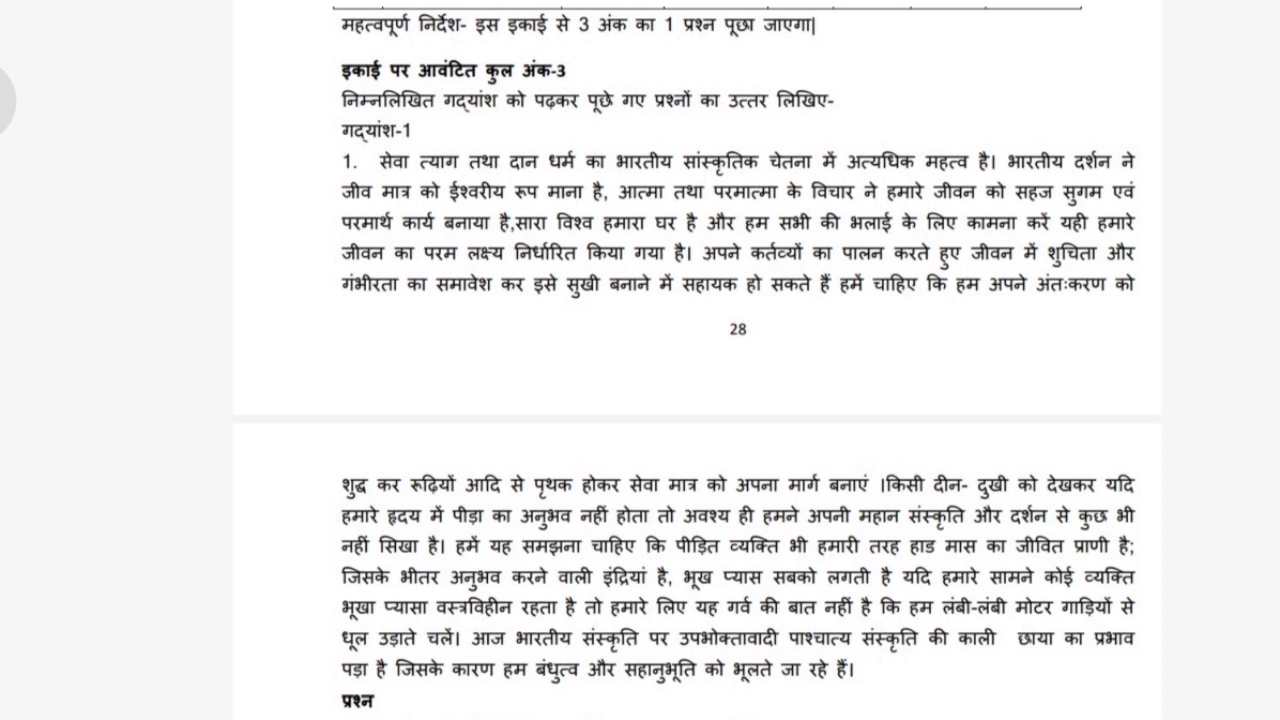 महत्वपूर्ण निर्देश- इस इकाई से 3 अंक का 1 प्रश्न पूछा जाएगा|
इकाई पर आवंटित कुल अंक-3
निम्नलिखित गद्यांश को पढ़कर पूछे गए प्रश्नों का उत्तर लिखिए-
गद्यांश-1
1. सेवा त्याग तथा दान धर्म का भारतीय सांस्कृतिक चेतना में अत्यधिक महत्व है। भारतीय दर्शन ने
जीव मात्र को ईश्वरीय रूप माना है, आत्मा तथा परमात्मा के विचार ने हमारे जीवन को सहज सुगम एवं
परमार्थ कार्य बनाया है,सारा विश्व हमारा घर है और हम सभी की भलाई के लिए कामना करें यही हमारे
जीवन का परम लक्ष्य निर्धारित किया गया है। अपने कर्तव्यों का पालन करते हुए जीवन में शुचिता और
गंभीरता का समावेश कर इसे सुखी बनाने में सहायक हो सकते हैं हमें चाहिए कि हम अपने अंतःकरण को
28
शुद्ध कर रूढ़ियों आदि से पृथक होकर सेवा मात्र को अपना मार्ग बनाएं ।किसी दीन- दुखी को देखकर यदि
हमारे हृदय में पीड़ा का अनुभव नहीं होता तो अवश्य ही हमने अपनी महान संस्कृति और दर्शन से कुछ भी
नहीं सिखा है। हमें यह समझना चाहिए कि पीड़ित व्यक्ति भी हमारी तरह हाड मास का जीवित प्राणी है;
जिसके भीतर अनुभव करने वाली इंद्रियां है, भूख प्यास सबको लगती है यदि हमारे सामने कोई व्यक्ति
भूखा प्यासा वस्त्रविहीन रहता है तो हमारे लिए यह गर्व की बात नहीं है कि हम लंबी-लंबी मोटर गाड़ियों से
धूल उड़ाते चलें। आज भारतीय संस्कृति पर उपभोक्तावादी पाश्चात्य संस्कृति की काली छाया का प्रभाव
पड़ा है जिसके कारण हम बंधुत्व और सहानुभूति को भूलते जा रहे हैं।
प्रश्न